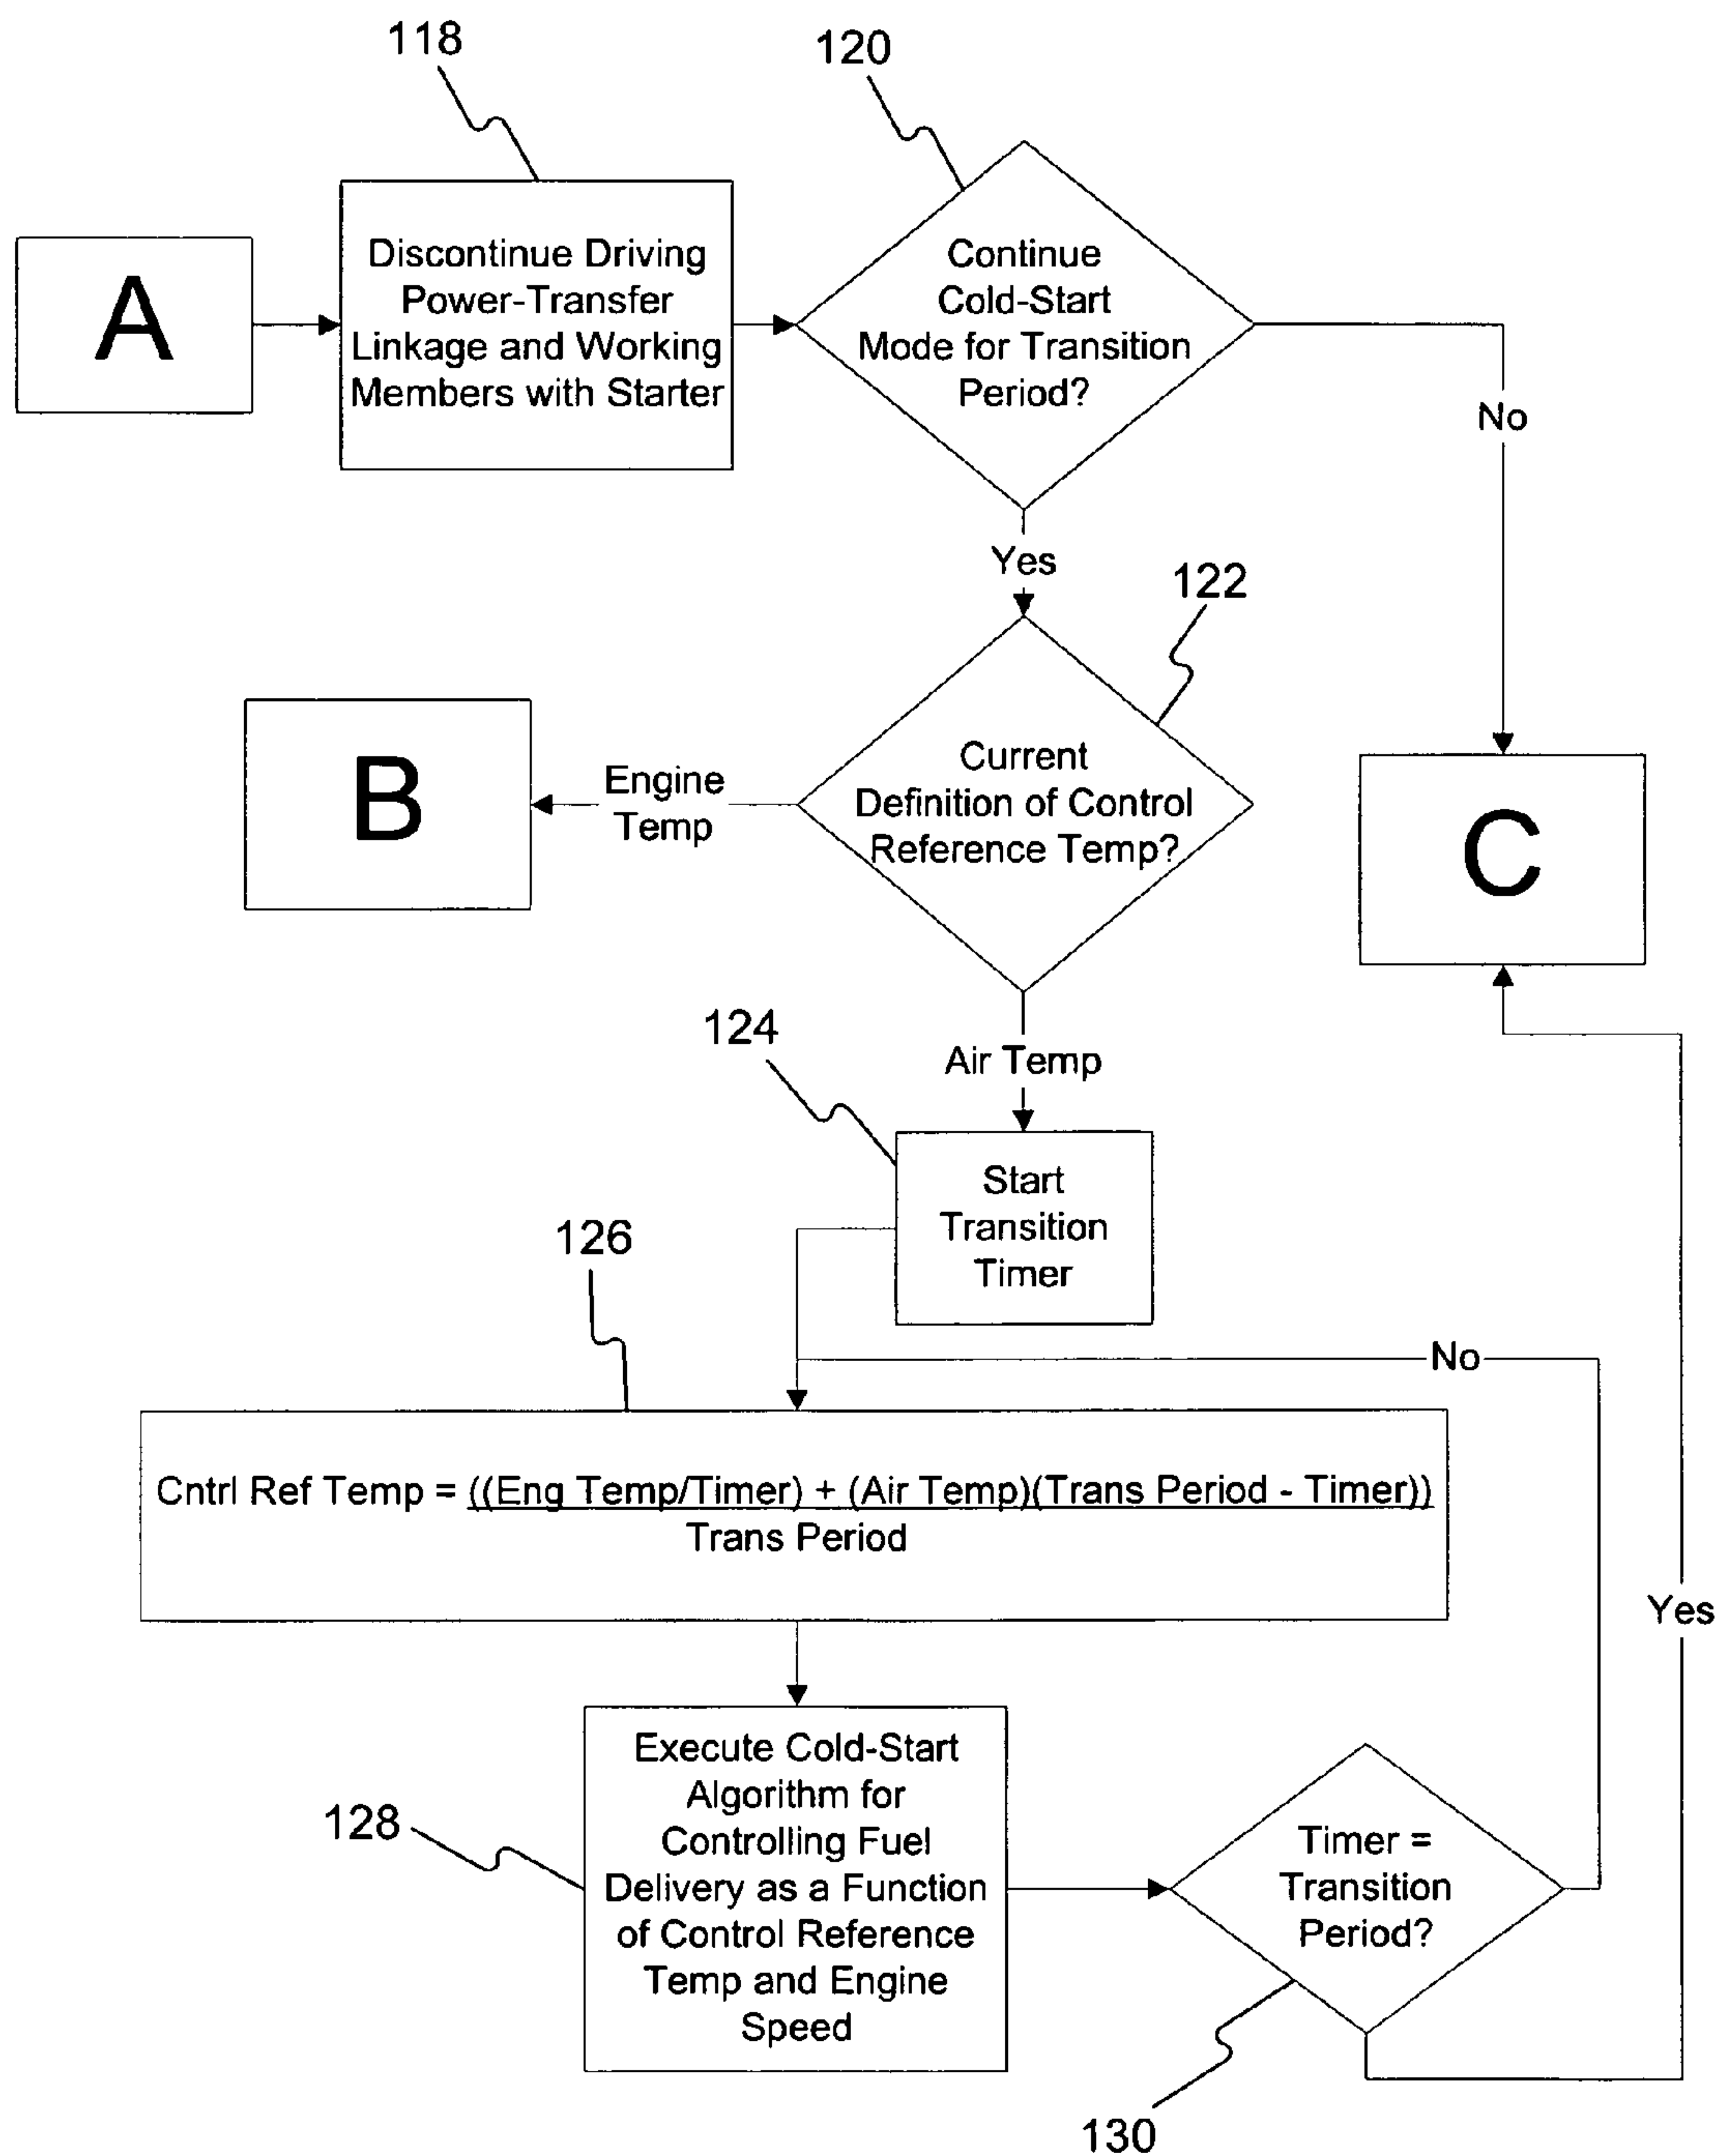 118
120
A
Discontinue Driving
Power-Transfer
Linkage and Working
Members with Starter
Continue
Cold-Start
Mode for Transition
Period?
No
Yes
122
B
Engine
Temp
Current
Definition of Control
Reference Temp?
C
124
Air Temp
Start
Transition
Timer
126
No
Cntrl Ref Temp = ((Eng Temp/Timer) + (Air Temp)(Trans Period - Timer))
Trans Period
Yes
128
Execute Cold-Start
Algorithm for
Controlling Fuel
Delivery as a Function
of Control Reference
Temp and Engine
Speed
Timer =
Transition
Period?
130